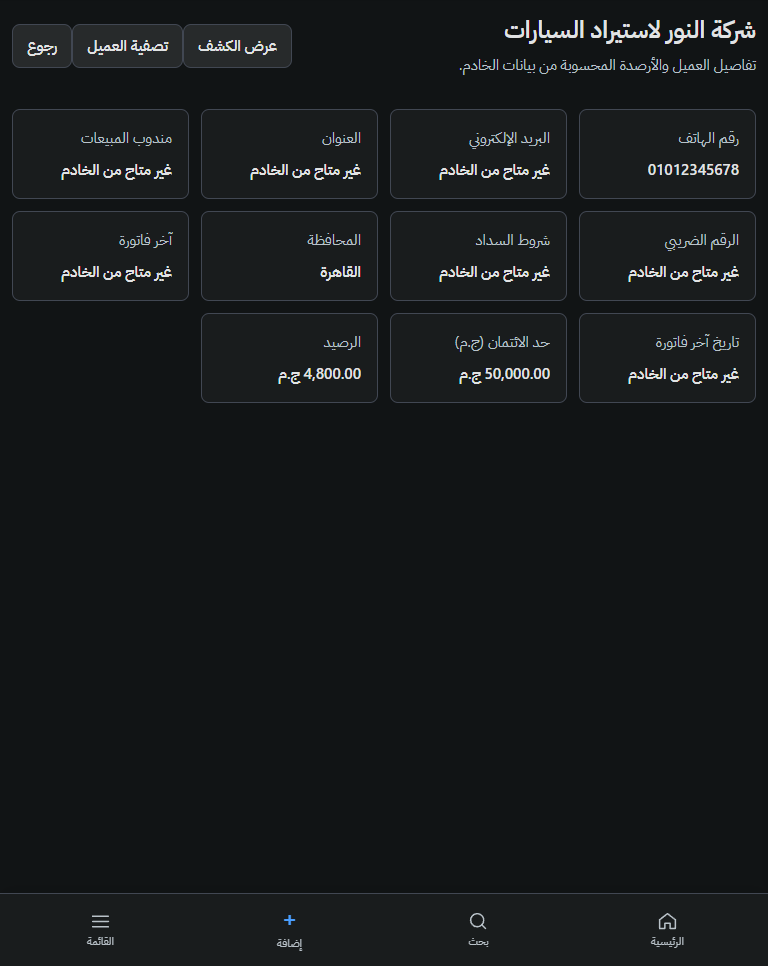 شركة النور لاستيراد السيارات
تفاصيل العميل والأرصدة المحسوبة من بيانات الخادم.
عرض الكشف
تصفية العميل
رجوع
رقم الهاتف
01012345678
البريد الإلكتروني
غير متاح من الخادم
العنوان
غير متاح من الخادم
مندوب المبيعات
غير متاح من الخادم
الرقم الضريبي
غير متاح من الخادم
شروط السداد
غير متاح من الخادم
المحافظة
القاهرة
آخر فاتورة
غير متاح من الخادم
تاريخ آخر فاتورة
غير متاح من الخادم
حد الائتمان (ج.م)
50,000.00 ج.م
الرصيد
4,800.00 ج.م
الرئيسية
بحث
إضافة
القائمة